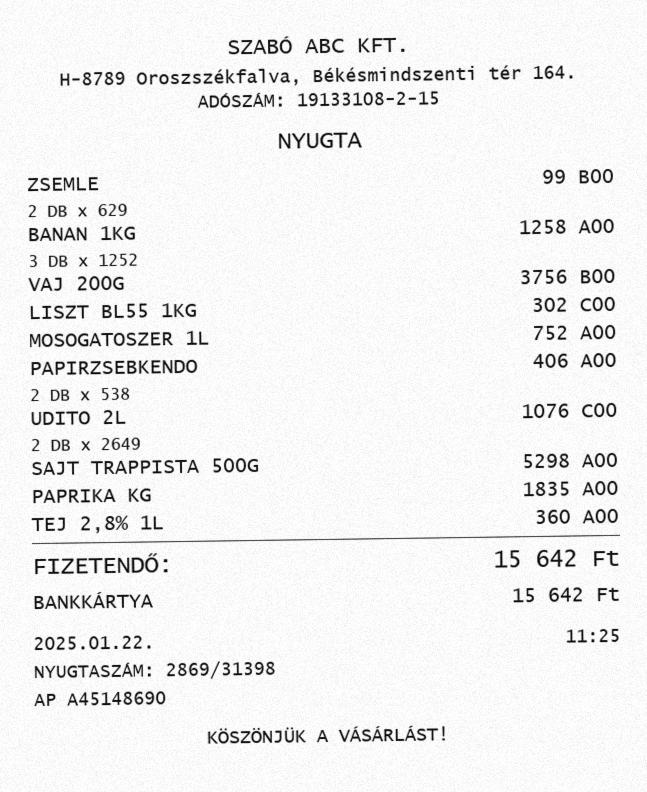 SZABÓ ABC KFT.
H-8789 Oroszszékfalva, Békésmindszenti tér 164.
ADÓSZÁM: 19133108-2-15
NYUGTA
ZSEMLE 99 B00
2 DB x 629
BANAN 1KG 1258 A00
3 DB x 1252
VAJ 200G 3756 B00
LISZT BL55 1KG 302 C00
MOSOGATOSZER 1L 752 A00
PAPIRZSEBKENDO 406 A00
2 DB x 538
UDITO 2L 1076 C00
2 DB x 2649
SAJT TRAPPISTA 500G 5298 A00
PAPRIKA KG 1835 A00
TEJ 2,8% 1L 360 A00
FIZETENDŐ: 15 642 Ft
BANKKÁRTYA 15 642 Ft
2025.01.22. 11:25
NYUGTASZÁM: 2869/31398
AP A45148690
KÖSZÖNJÜK A VÁSÁRLÁST!